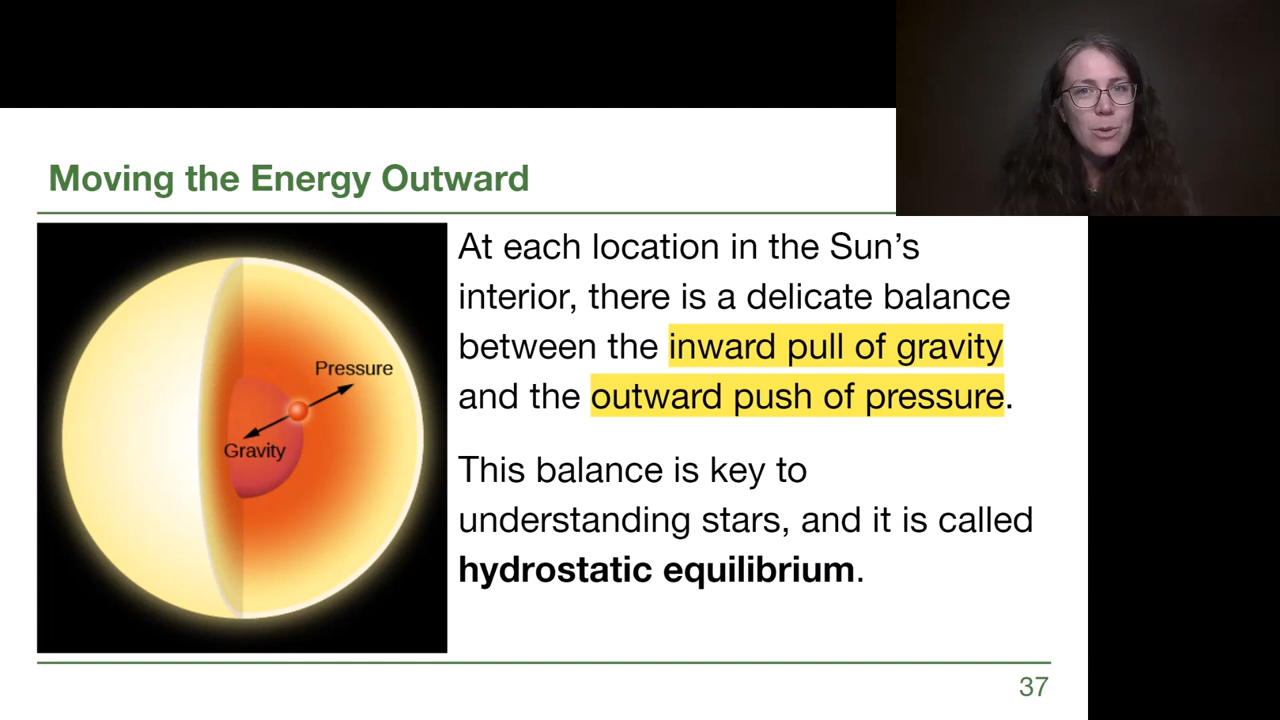 Moving the Energy Outward
Pressure
Gravity
At each location in the Sun’s
interior, there is a delicate balance
between the inward pull of gravity
and the outward push of pressure.
This balance is key to
understanding stars, and it is called
hydrostatic equilibrium.
37